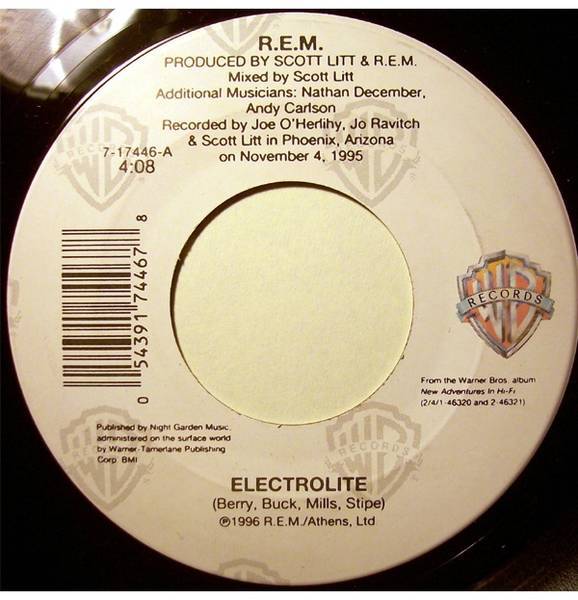 R.E.M.
PRODUCED BY SCOTT LITT & R.E.M.
Mixed by Scott Litt
Additional Musicians: Nathan December,
Andy Carlson
Recorded by Joe O'Herlihy, Jo Ravitch
& Scott Litt in Phoenix, Arizona
on November 4, 1995
7-17446-A
4:08
0 54391 74467 8
RECORDS
From the Warner Bros. album
New Adventures In Hi-Fi
(2/4/1-46320 and 2-46321)
Published by Night Garden Music,
administered on the surface world
by Warner-Tamerlane Publishing
Corp. BMI
RECORDS
ELECTROLITE
(Berry, Buck, Mills, Stipe)
℗1996 R.E.M./Athens, Ltd